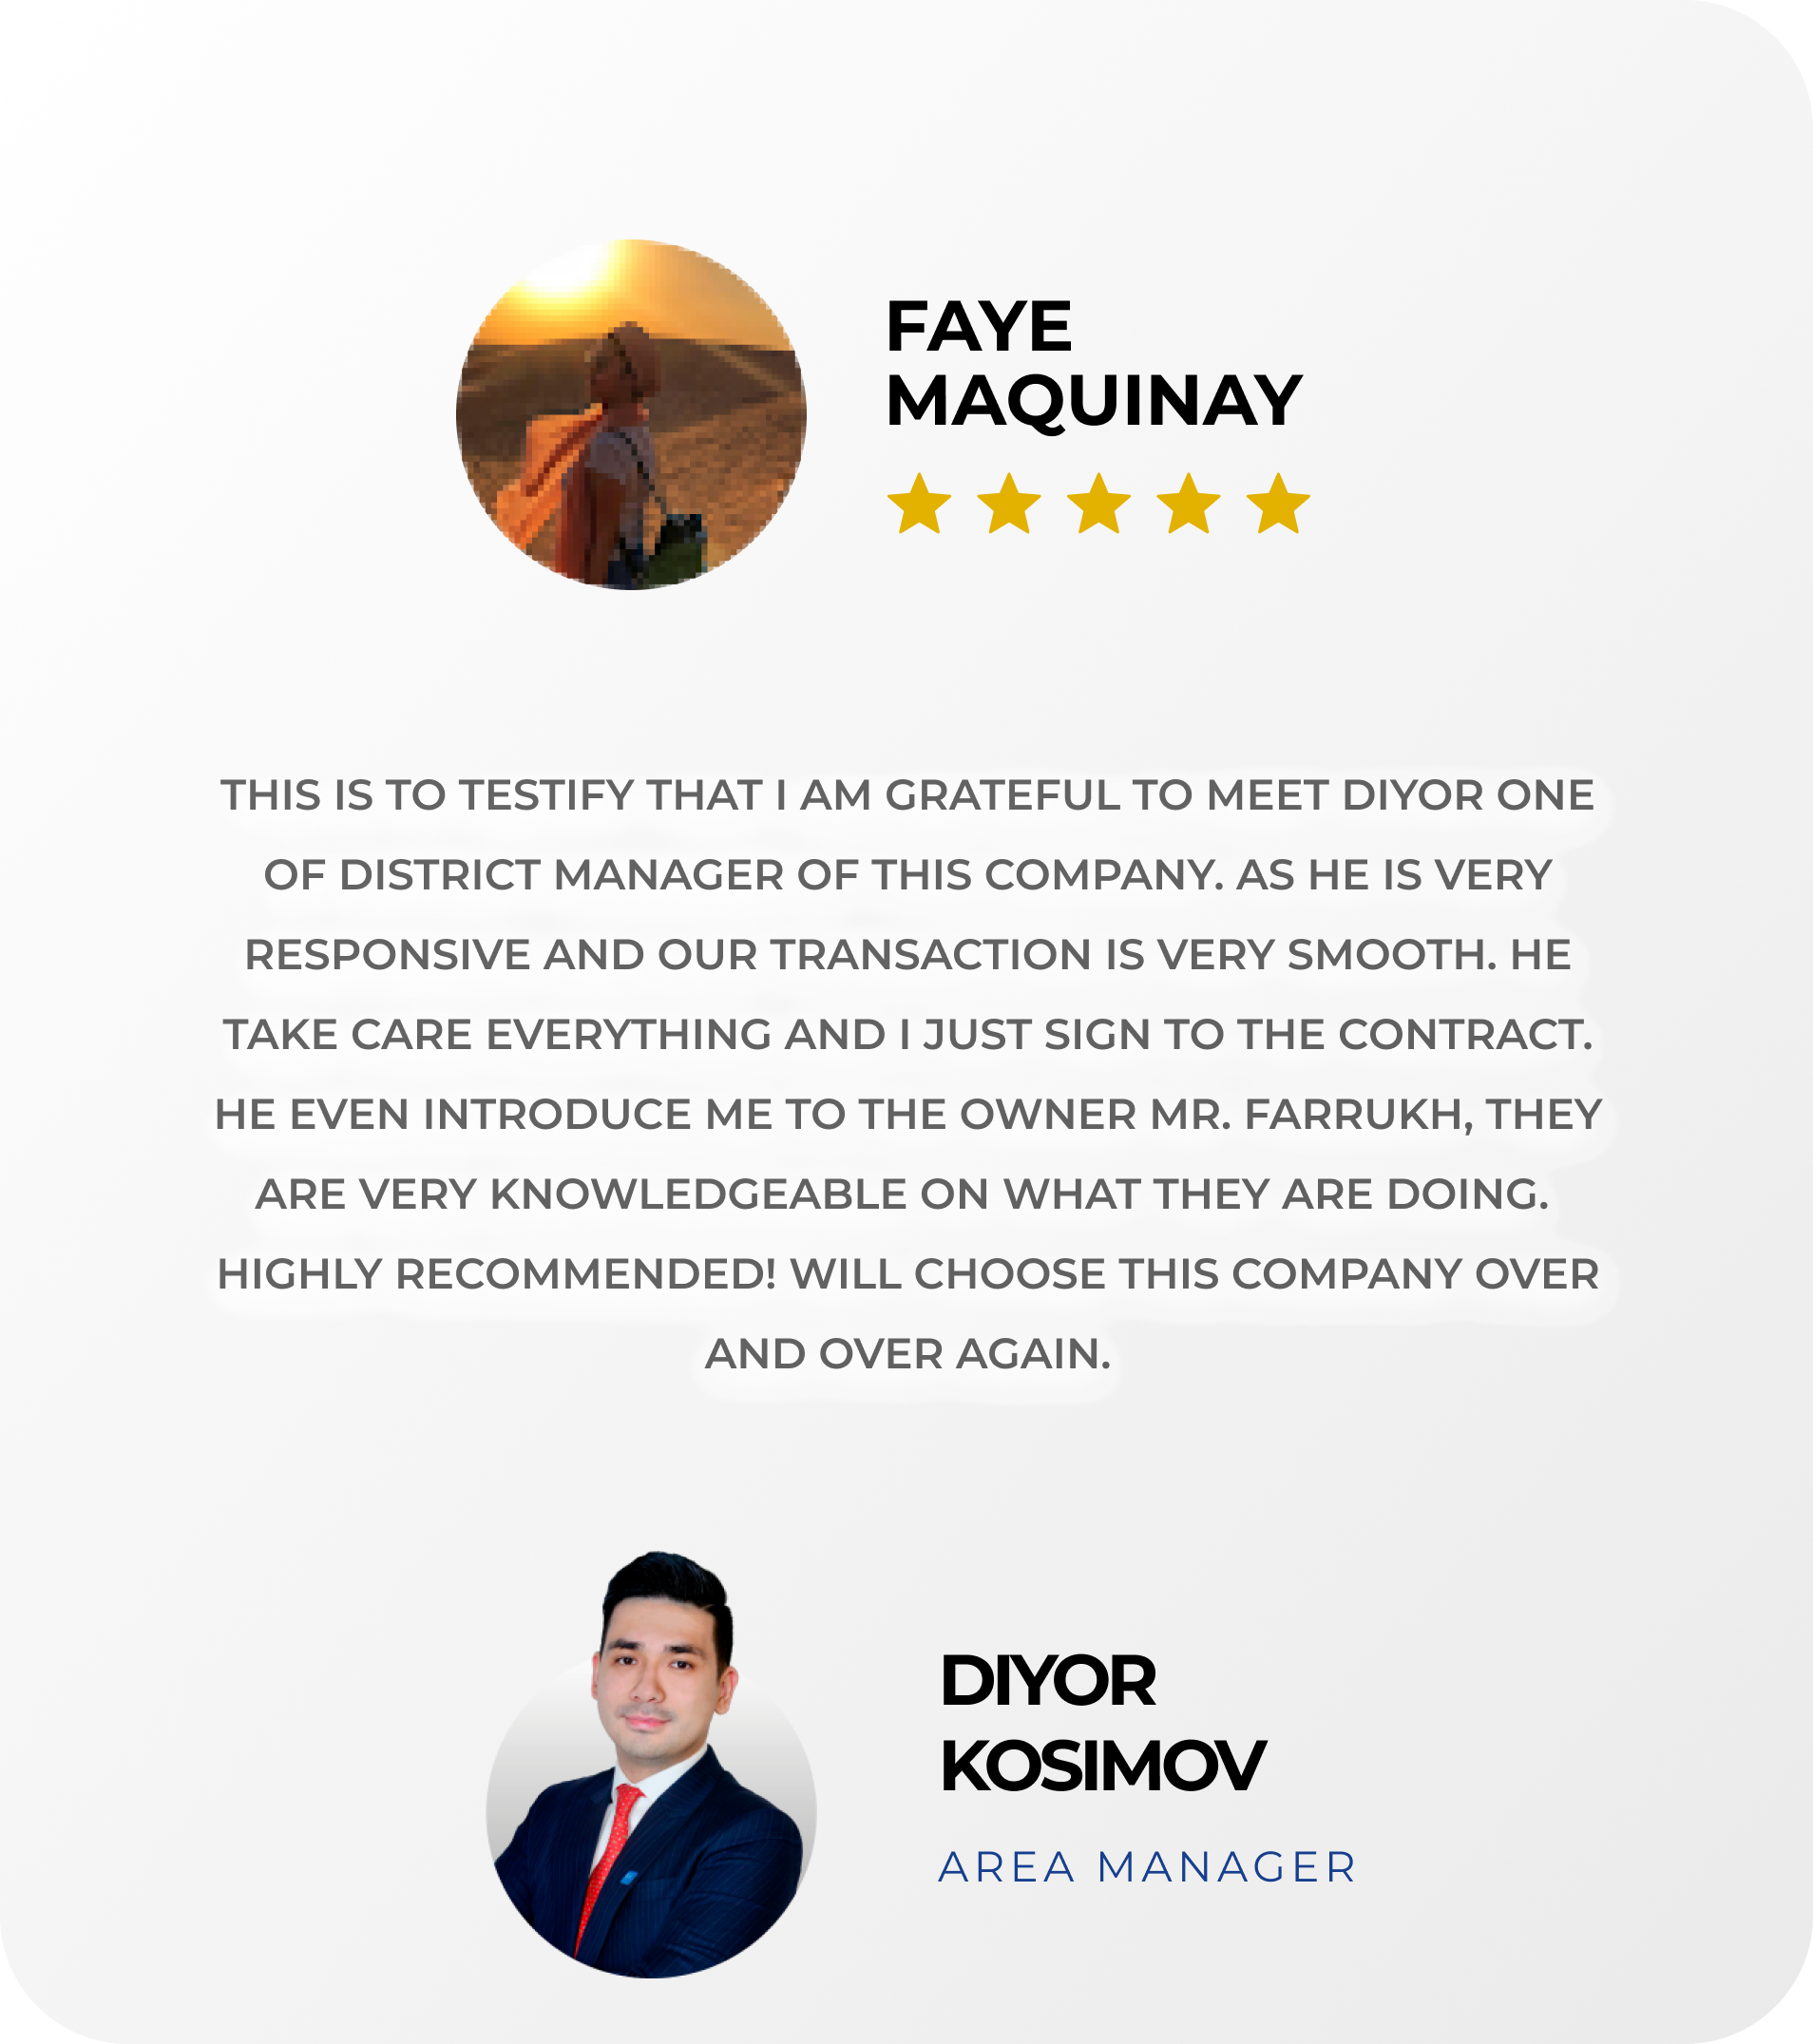 FAYE
MAQUINAY
THIS IS TO TESTIFY THAT I AM GRATEFUL TO MEET DIYOR ONE
OF DISTRICT MANAGER OF THIS COMPANY. AS HE IS VERY
RESPONSIVE AND OUR TRANSACTION IS VERY SMOOTH. HE
TAKE CARE EVERYTHING AND I JUST SIGN TO THE CONTRACT.
HE EVEN INTRODUCE ME TO THE OWNER MR. FARRUKH, THEY
ARE VERY KNOWLEDGEABLE ON WHAT THEY ARE DOING.
HIGHLY RECOMMENDED! WILL CHOOSE THIS COMPANY OVER
AND OVER AGAIN.
DIYOR
KOSIMOV
AREA MANAGER